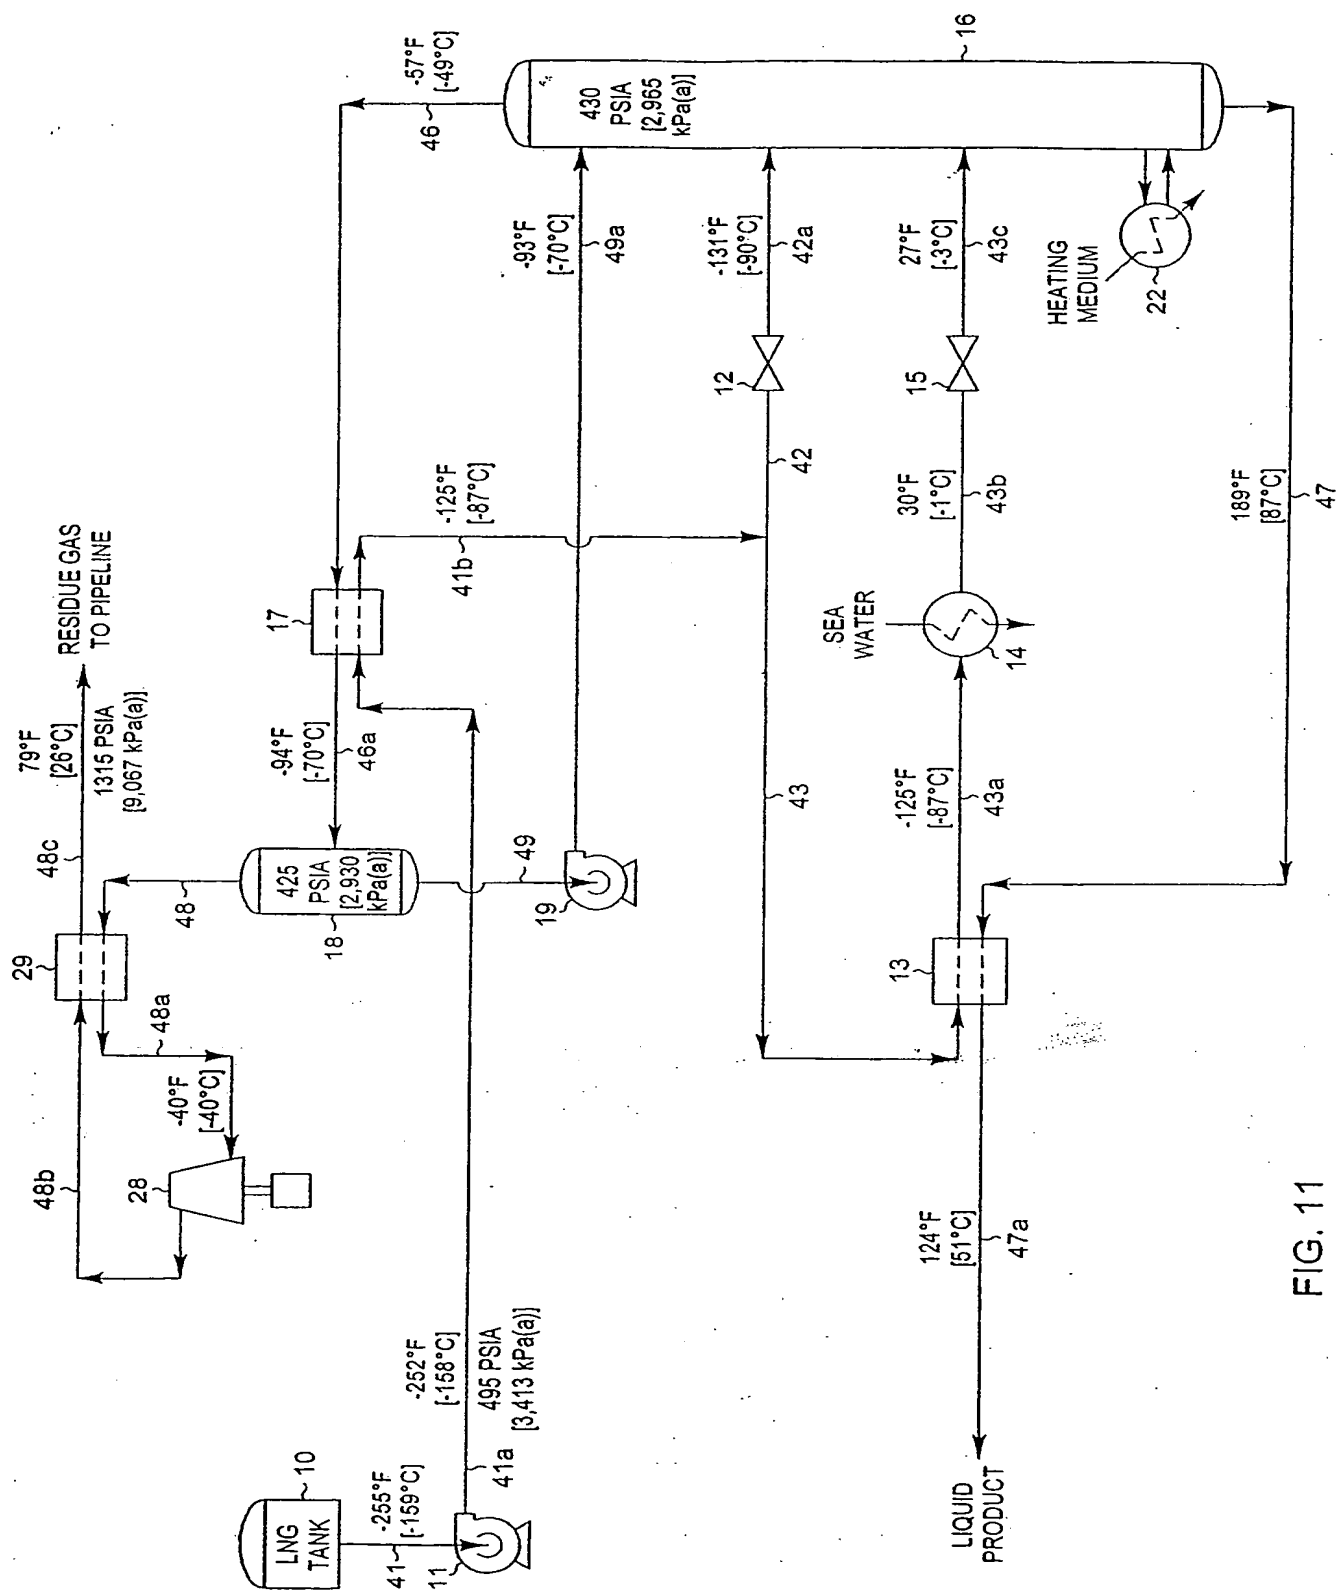 -57°F
[-49°C]
46
16
430
PSIA
[2,965
kPa(a)]
-93°F
[-70°C]
49a
-131°F
[-90°C]
42a
27°F
[-3°C]
43c
HEATING
MEDIUM
22
12
15
42
30°F
[-1°C]
43b
189°F
[87°C]
47
RESIDUE GAS
TO PIPELINE
79°F
[26°C]
1315 PSIA
[9,067 kPa(a)]
48c
17
-125°F
[-87°C]
41b
SEA
WATER
14
-94°F
[-70°C]
46a
43
-125°F
[-87°C]
43a
48
425
PSIA
[2,930
kPa(a)]
18
49
19
29
13
48a
-40°F
[-40°C]
48b
28
124°F
[51°C]
47a
-252°F
[-158°C]
495 PSIA
[3,413 kPa(a)]
41a
10
LNG
TANK
-255°F
[-159°C]
41
11
LIQUID
PRODUCT
FIG. 11